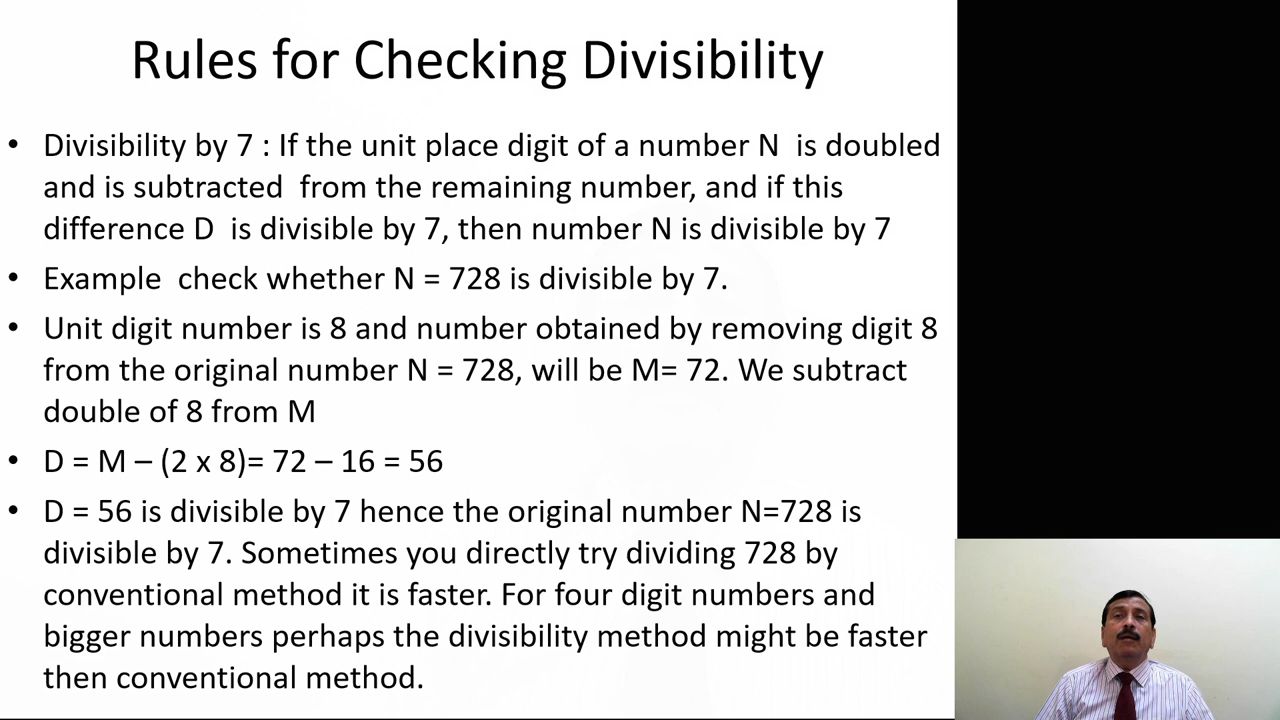 Rules for Checking Divisibility
• Divisibility by 7 : If the unit place digit of a number N is doubled
and is subtracted from the remaining number, and if this
difference D is divisible by 7, then number N is divisible by 7
• Example check whether N = 728 is divisible by 7.
• Unit digit number is 8 and number obtained by removing digit 8
from the original number N = 728, will be M= 72. We subtract
double of 8 from M
• D = M – (2 x 8)= 72 – 16 = 56
• D = 56 is divisible by 7 hence the original number N=728 is
divisible by 7. Sometimes you directly try dividing 728 by
conventional method it is faster. For four digit numbers and
bigger numbers perhaps the divisibility method might be faster
then conventional method.